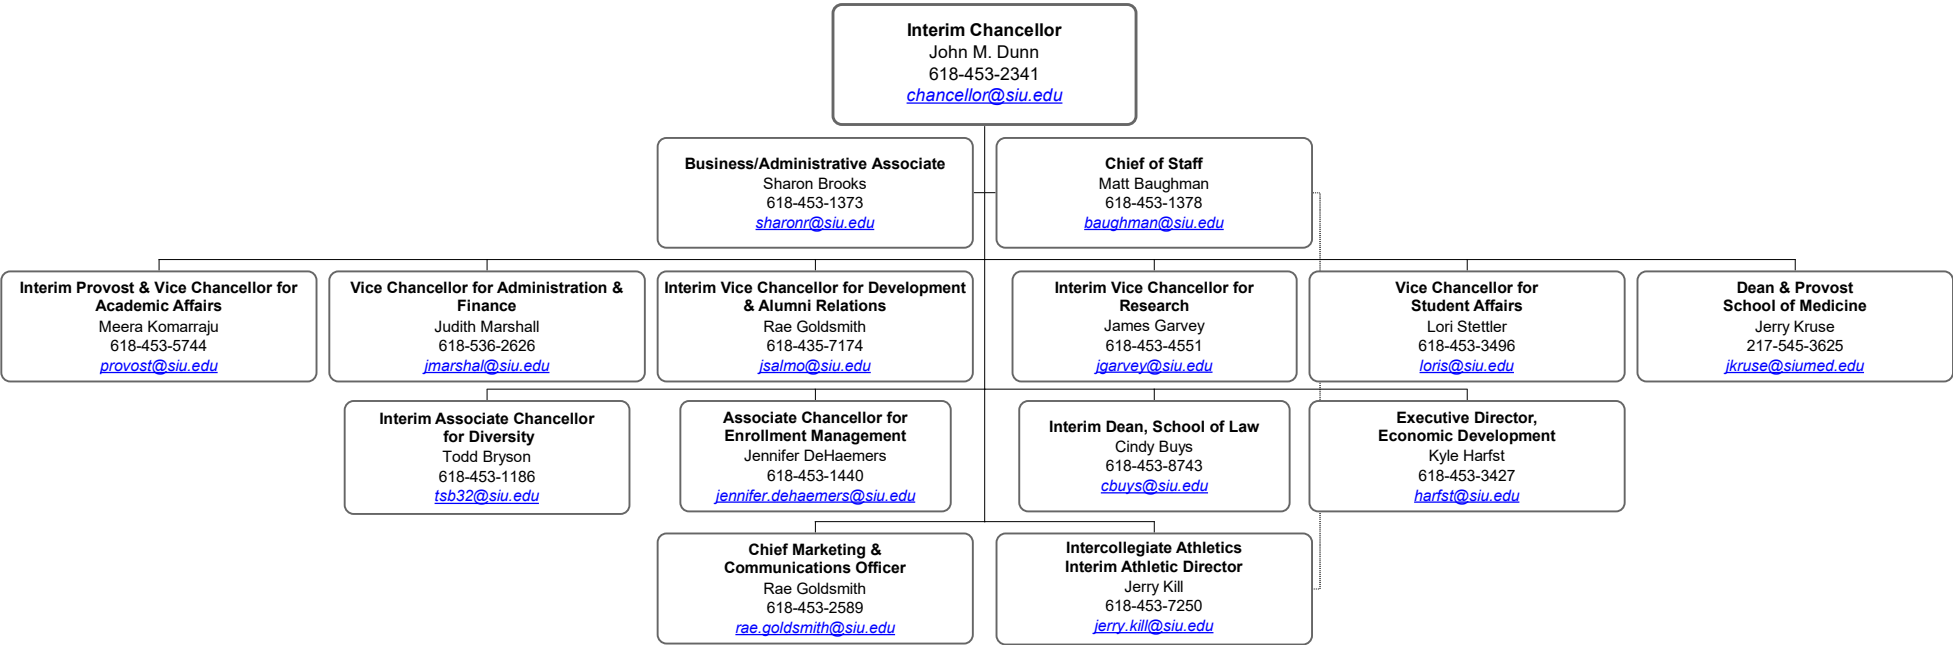 Interim Chancellor
John M. Dunn
618-453-2341
chancellor@siu.edu
Business/Administrative Associate
Sharon Brooks
618-453-1373
sharonr@siu.edu
Chief of Staff
Matt Baughman
618-453-1378
baughman@siu.edu
Interim Provost & Vice Chancellor for
Academic Affairs
Meera Komarraju
618-453-5744
provost@siu.edu
Vice Chancellor for Administration &
Finance
Judith Marshall
618-536-2626
jmarshal@siu.edu
Interim Vice Chancellor for Development
& Alumni Relations
Rae Goldsmith
618-435-7174
jsalmo@siu.edu
Interim Vice Chancellor for
Research
James Garvey
618-453-4551
jgarvey@siu.edu
Vice Chancellor for
Student Affairs
Lori Stettler
618-453-3496
loris@siu.edu
Dean & Provost
School of Medicine
Jerry Kruse
217-545-3625
jkruse@siumed.edu
Interim Associate Chancellor
for Diversity
Todd Bryson
618-453-1186
tsb32@siu.edu
Associate Chancellor for
Enrollment Management
Jennifer DeHaemers
618-453-1440
jennifer.dehaemers@siu.edu
Interim Dean, School of Law
Cindy Buys
618-453-8743
cbuys@siu.edu
Executive Director,
Economic Development
Kyle Harfst
618-453-3427
harfst@siu.edu
Chief Marketing &
Communications Officer
Rae Goldsmith
618-453-2589
rae.goldsmith@siu.edu
Intercollegiate Athletics
Interim Athletic Director
Jerry Kill
618-453-7250
jerry.kill@siu.edu